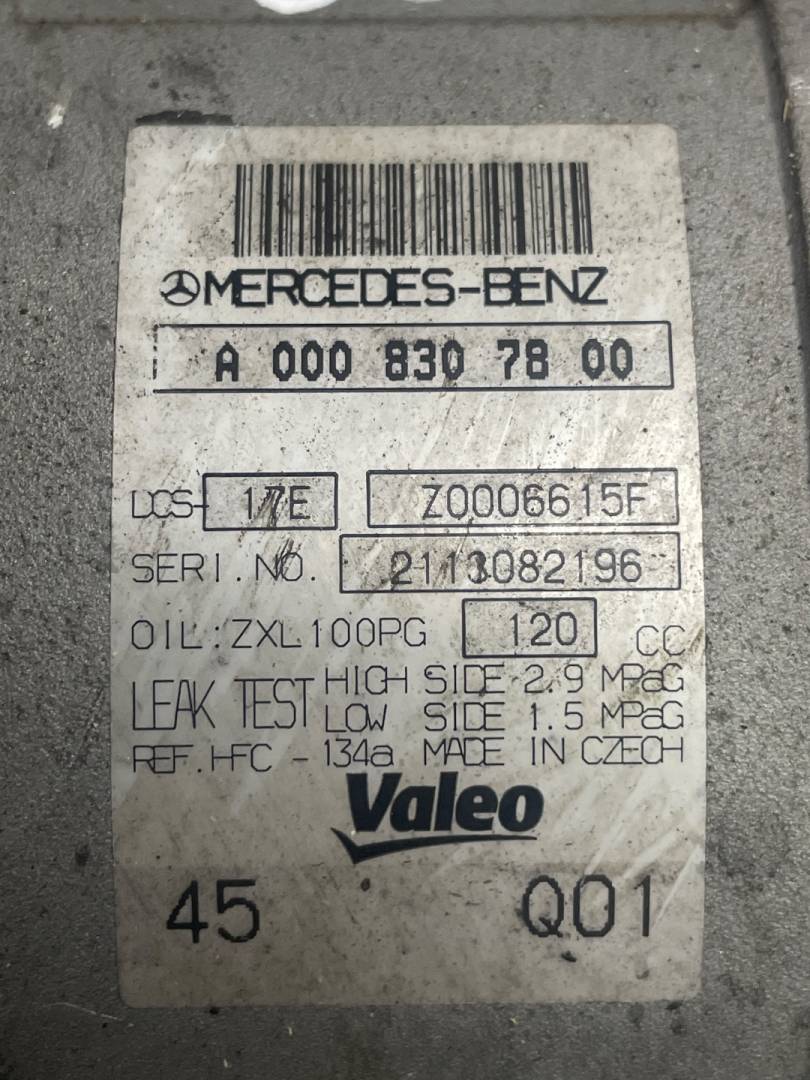 MERCEDES-BENZ
A 000 830 78 00
DCS-17E Z0006615F
SERI.NO. 2113082196
OIL:ZXL100PG 120 CC
LEAK TEST HIGH SIDE 2.9 MPaG
LOW SIDE 1.5 MPaG
REF.HFC-134a MADE IN CZECH
Valeo
45 Q01